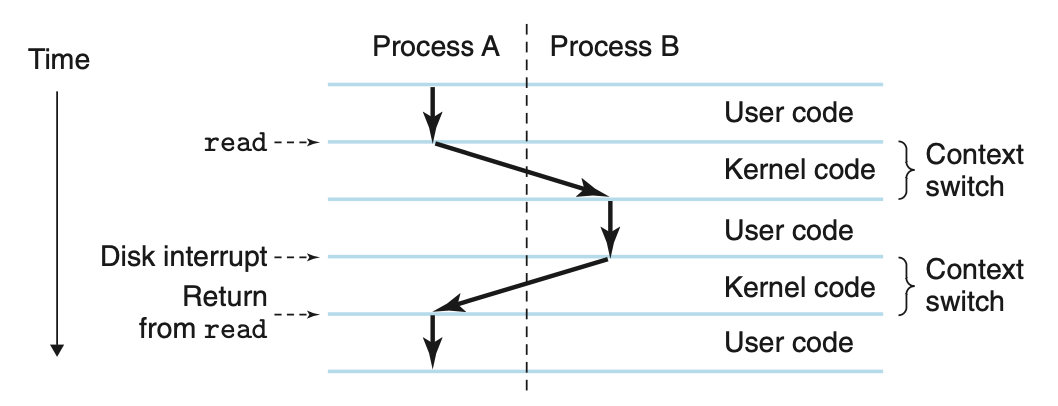 Process A
Process B
Time
User code
read
Kernel code
Context
switch
User code
Disk interrupt
Kernel code
Context
switch
Return
from read
User code